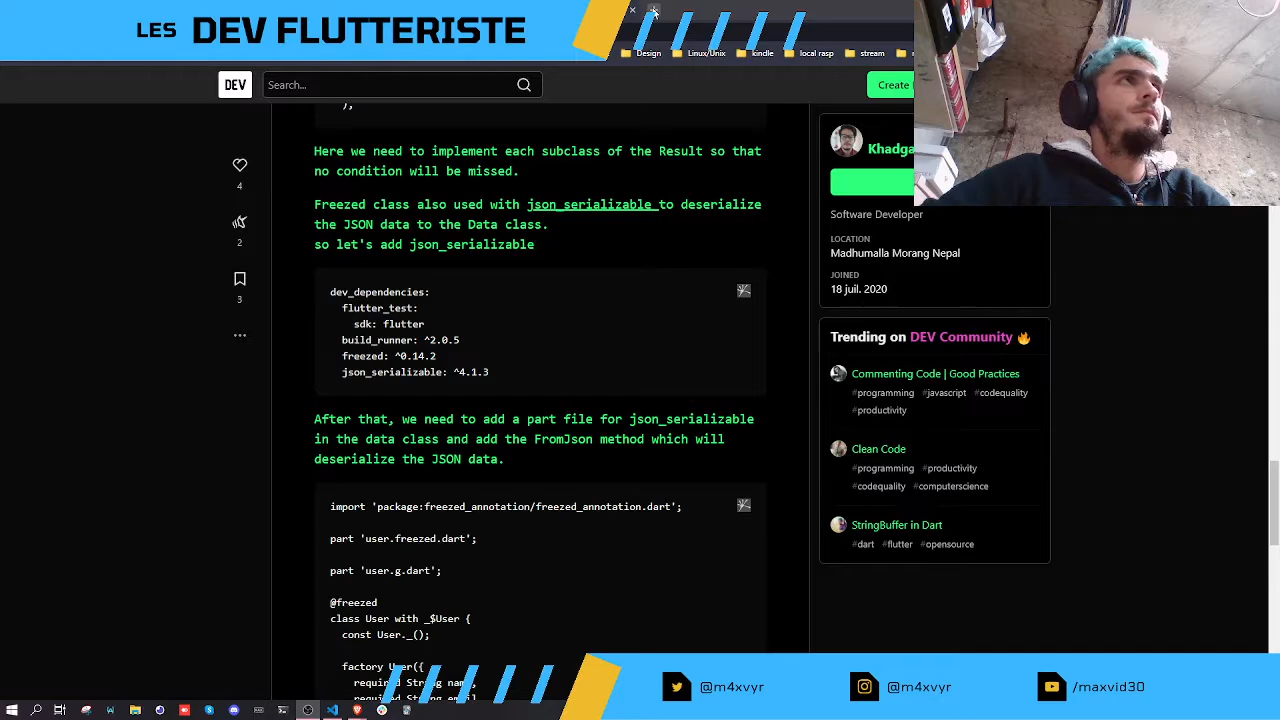 LES DEV FLUTTERISTE
Design
Linux/Unix
kindle
local rasp
stream
DEV
Search...
Create
),
Here we need to implement each subclass of the Result so that
no condition will be missed.
Freezed class also used with json_serializable to deserialize
the JSON data to the Data class.
so let's add json_serializable
4
2
3
dev_dependencies:
flutter_test:
sdk: flutter
build_runner: ^2.0.5
freezed: ^0.14.2
json_serializable: ^4.1.3
After that, we need to add a part file for json_serializable
in the data class and add the FromJson method which will
deserialize the JSON data.
import 'package:freezed_annotation/freezed_annotation.dart';
part 'user.freezed.dart';
part 'user.g.dart';
@freezed
class User with _$User {
const User._();
factory User({
required String name,
required String email,
Khadga
Software Developer
LOCATION
Madhumalla Morang Nepal
JOINED
18 juil. 2020
Trending on DEV Community 🔥
Commenting Code | Good Practices
#programming #javascript #codequality
#productivity
Clean Code
#programming #productivity
#codequality #computerscience
StringBuffer in Dart
#dart #flutter #opensource
@m4xvyr
@m4xvyr
/maxvid30